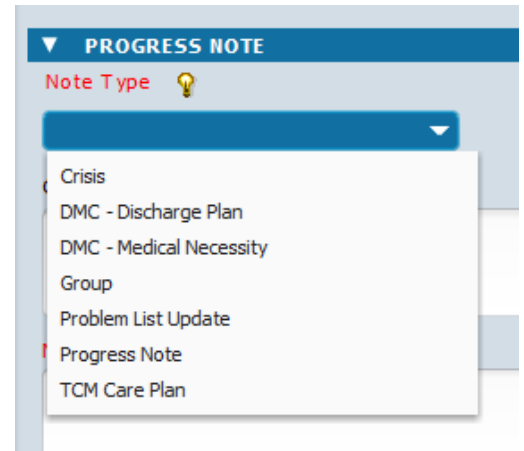 PROGRESS NOTE
Note Type
Crisis
DMC - Discharge Plan
DMC - Medical Necessity
Group
Problem List Update
Progress Note
TCM Care Plan